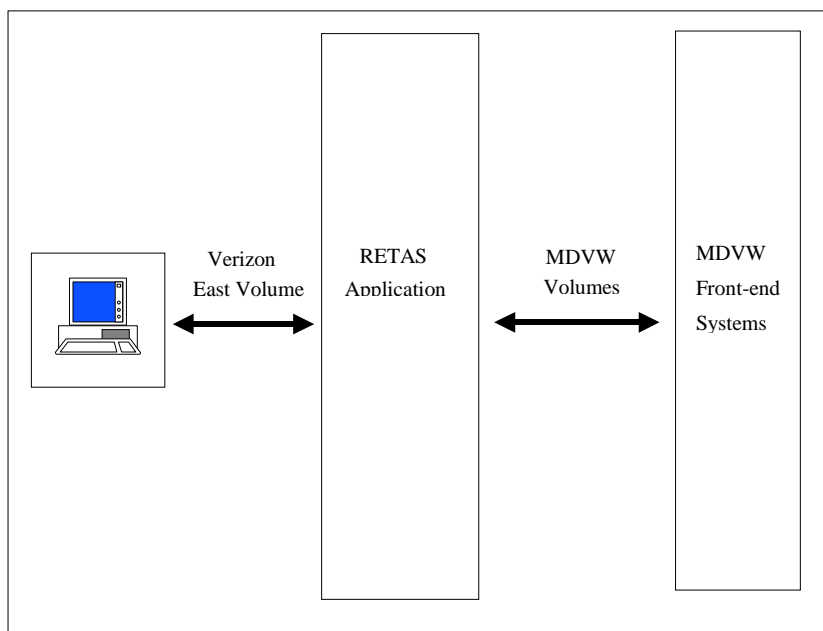 Verizon
East Volume
RETAS
Application
MDVW
Volumes
MDVW
Front-end
Systems